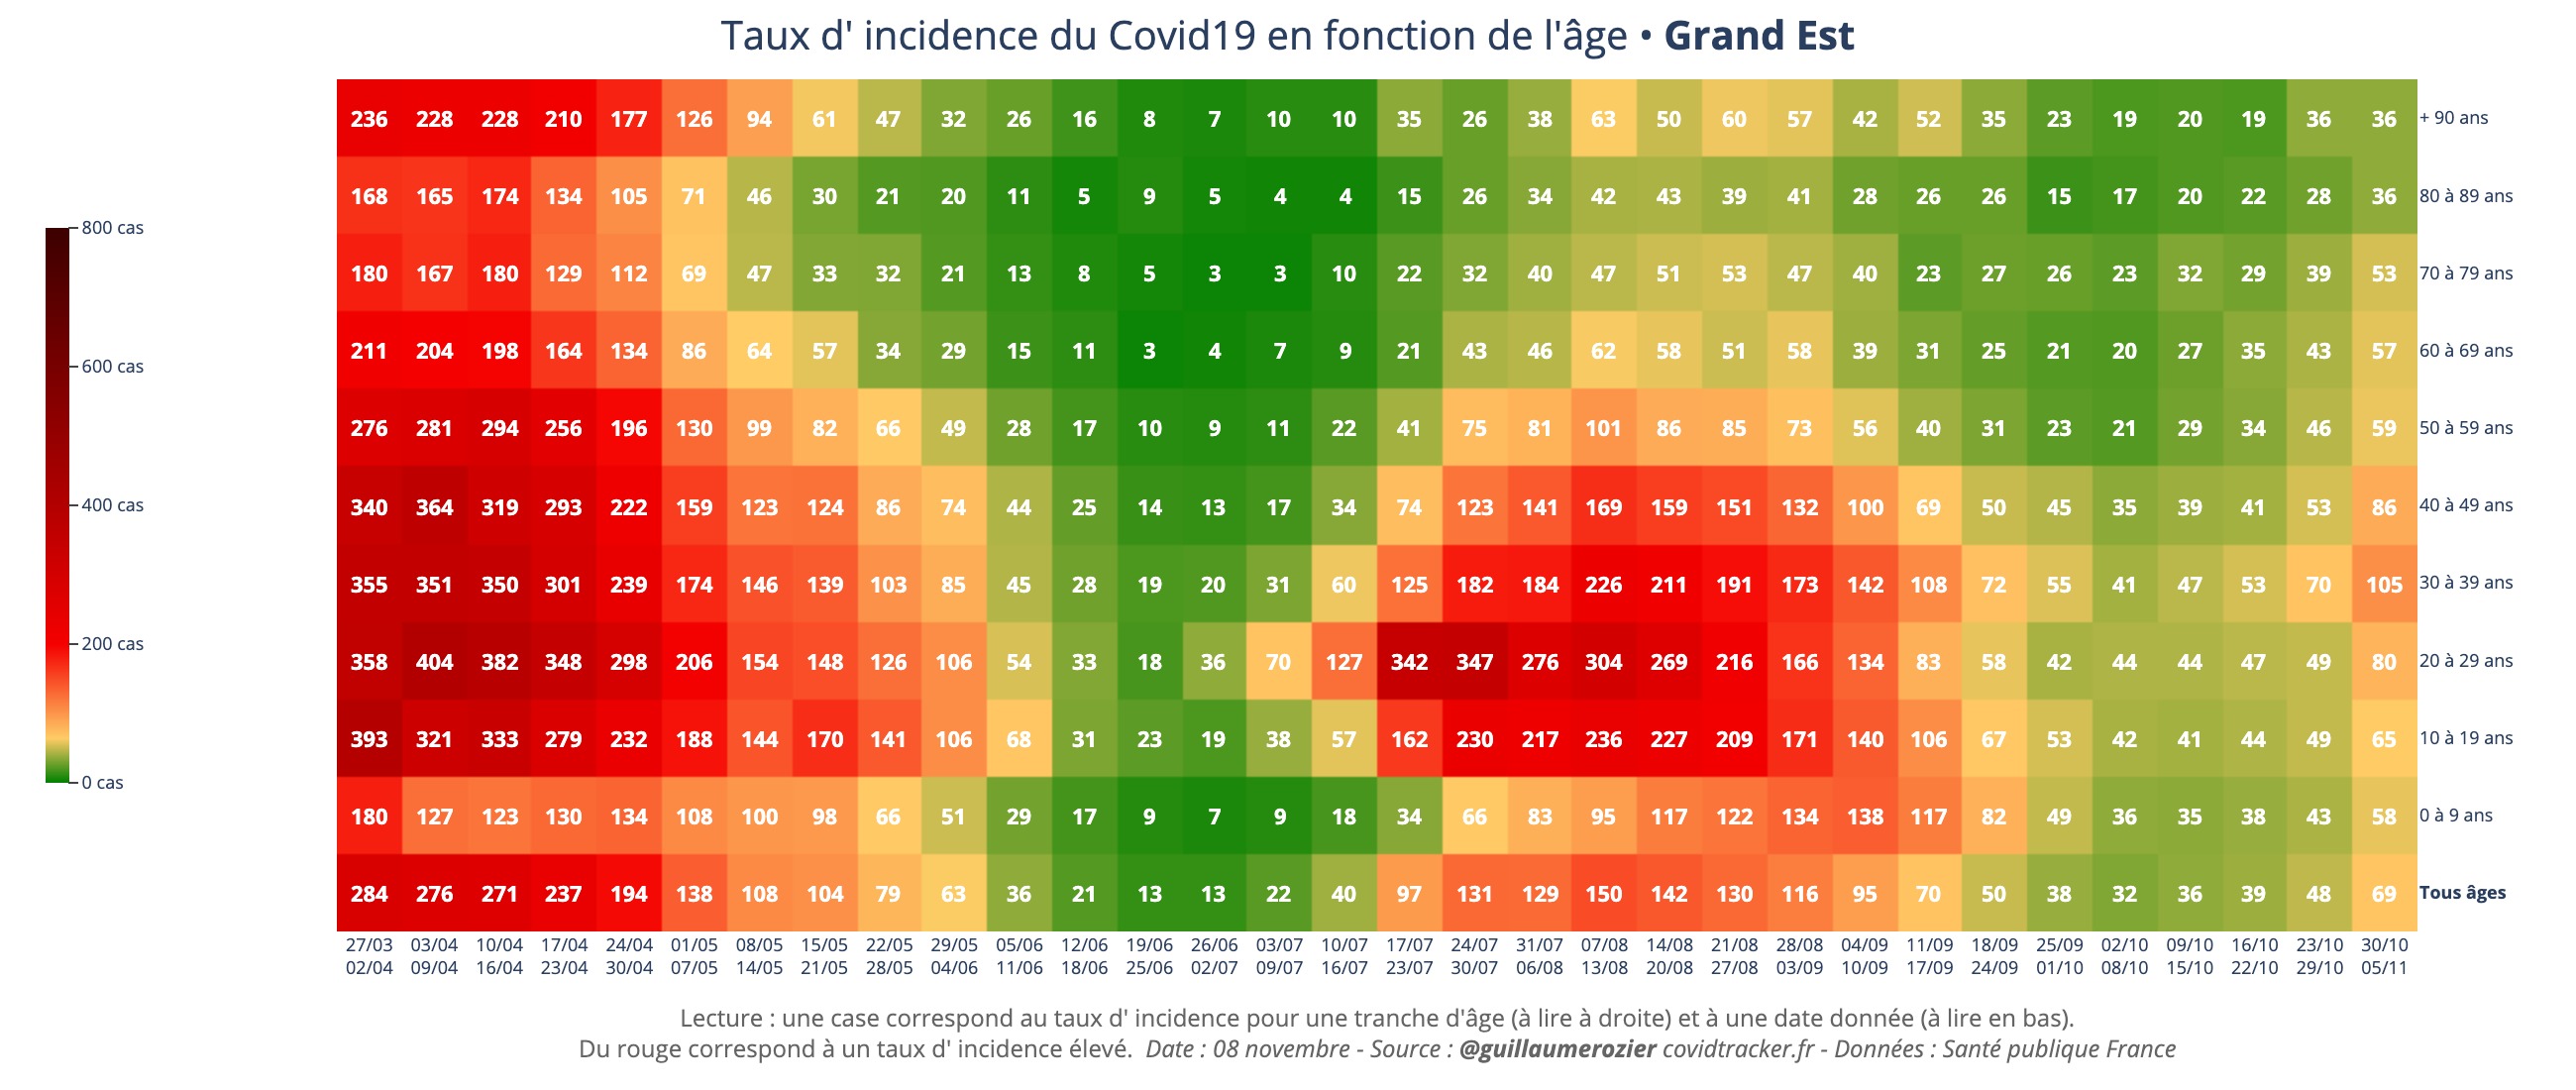 Taux d' incidence du Covid19 en fonction de l'âge • Grand Est
800 cas
600 cas
400 cas
200 cas
0 cas
236 228 228 210 177 126 94 61 47 32 26 16 8 7 10 10 35 26 38 63 50 60 57 42 52 35 23 19 20 19 36 36 + 90 ans
168 165 174 134 105 71 46 30 21 20 11 5 9 5 4 4 15 26 34 42 43 39 41 28 26 26 15 17 20 22 28 36 80 à 89 ans
180 167 180 129 112 69 47 33 32 21 13 8 5 3 3 10 22 32 40 47 51 53 47 40 23 27 26 23 32 29 39 53 70 à 79 ans
211 204 198 164 134 86 64 57 34 29 15 11 3 4 7 9 21 43 46 62 58 51 58 39 31 25 21 20 27 35 43 57 60 à 69 ans
276 281 294 256 196 130 99 82 66 49 28 17 10 9 11 22 41 75 81 101 86 85 73 56 40 31 23 21 29 34 46 59 50 à 59 ans
340 364 319 293 222 159 123 124 86 74 44 25 14 13 17 34 74 123 141 169 159 151 132 100 69 50 45 35 39 41 53 86 40 à 49 ans
355 351 350 301 239 174 146 139 103 85 45 28 19 20 31 60 125 182 184 226 211 191 173 142 108 72 55 41 47 53 70 105 30 à 39 ans
358 404 382 348 298 206 154 148 126 106 54 33 18 36 70 127 342 347 276 304 269 216 166 134 83 58 42 44 44 47 49 80 20 à 29 ans
393 321 333 279 232 188 144 170 141 106 68 31 23 19 38 57 162 230 217 236 227 209 171 140 106 67 53 42 41 44 49 65 10 à 19 ans
180 127 123 130 134 108 100 98 66 51 29 17 9 7 9 18 34 66 83 95 117 122 134 138 117 82 49 36 35 38 43 58 0 à 9 ans
284 276 271 237 194 138 108 104 79 63 36 21 13 13 22 40 97 131 129 150 142 130 116 95 70 50 38 32 36 39 48 69 Tous âges
27/03 03/04 10/04 17/04 24/04 01/05 08/05 15/05 22/05 29/05 05/06 12/06 19/06 26/06 03/07 10/07 17/07 24/07 31/07 07/08 14/08 21/08 28/08 04/09 11/09 18/09 25/09 02/10 09/10 16/10 23/10 30/10
02/04 09/04 16/04 23/04 30/04 07/05 14/05 21/05 28/05 04/06 11/06 18/06 25/06 02/07 09/07 16/07 23/07 30/07 06/08 13/08 20/08 27/08 03/09 10/09 17/09 24/09 01/10 08/10 15/10 22/10 29/10 05/11
Lecture : une case correspond au taux d' incidence pour une tranche d'âge (à lire à droite) et à une date donnée (à lire en bas).
Du rouge correspond à un taux d' incidence élevé. Date : 08 novembre - Source : @guillaumerozier covidtracker.fr - Données : Santé publique France